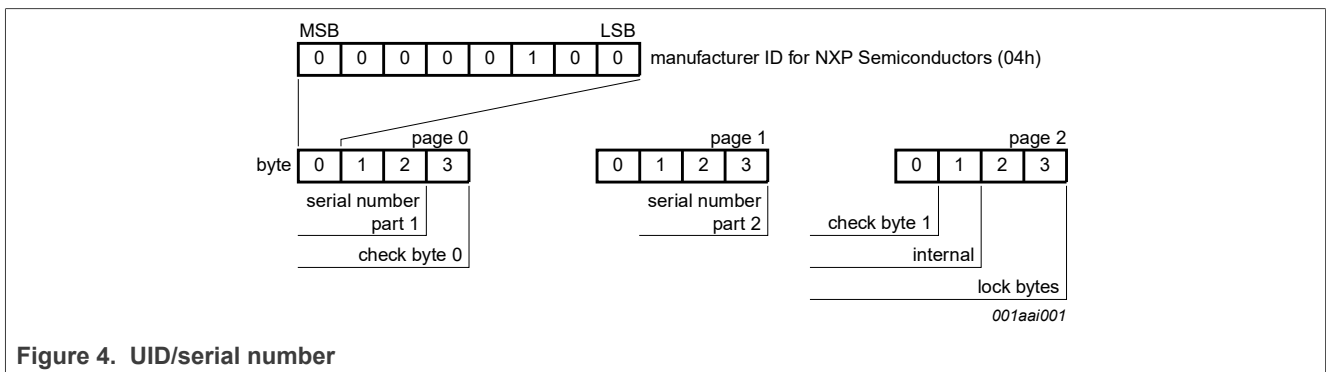 MSB LSB
0 0 0 0 0 1 0 0 manufacturer ID for NXP Semiconductors (04h)
page 0 page 1 page 2
byte 0 1 2 3 0 1 2 3 0 1 2 3
serial number serial number
part 1 part 2 check byte 1
check byte 0 internal
lock bytes
001aai001
Figure 4. UID/serial number